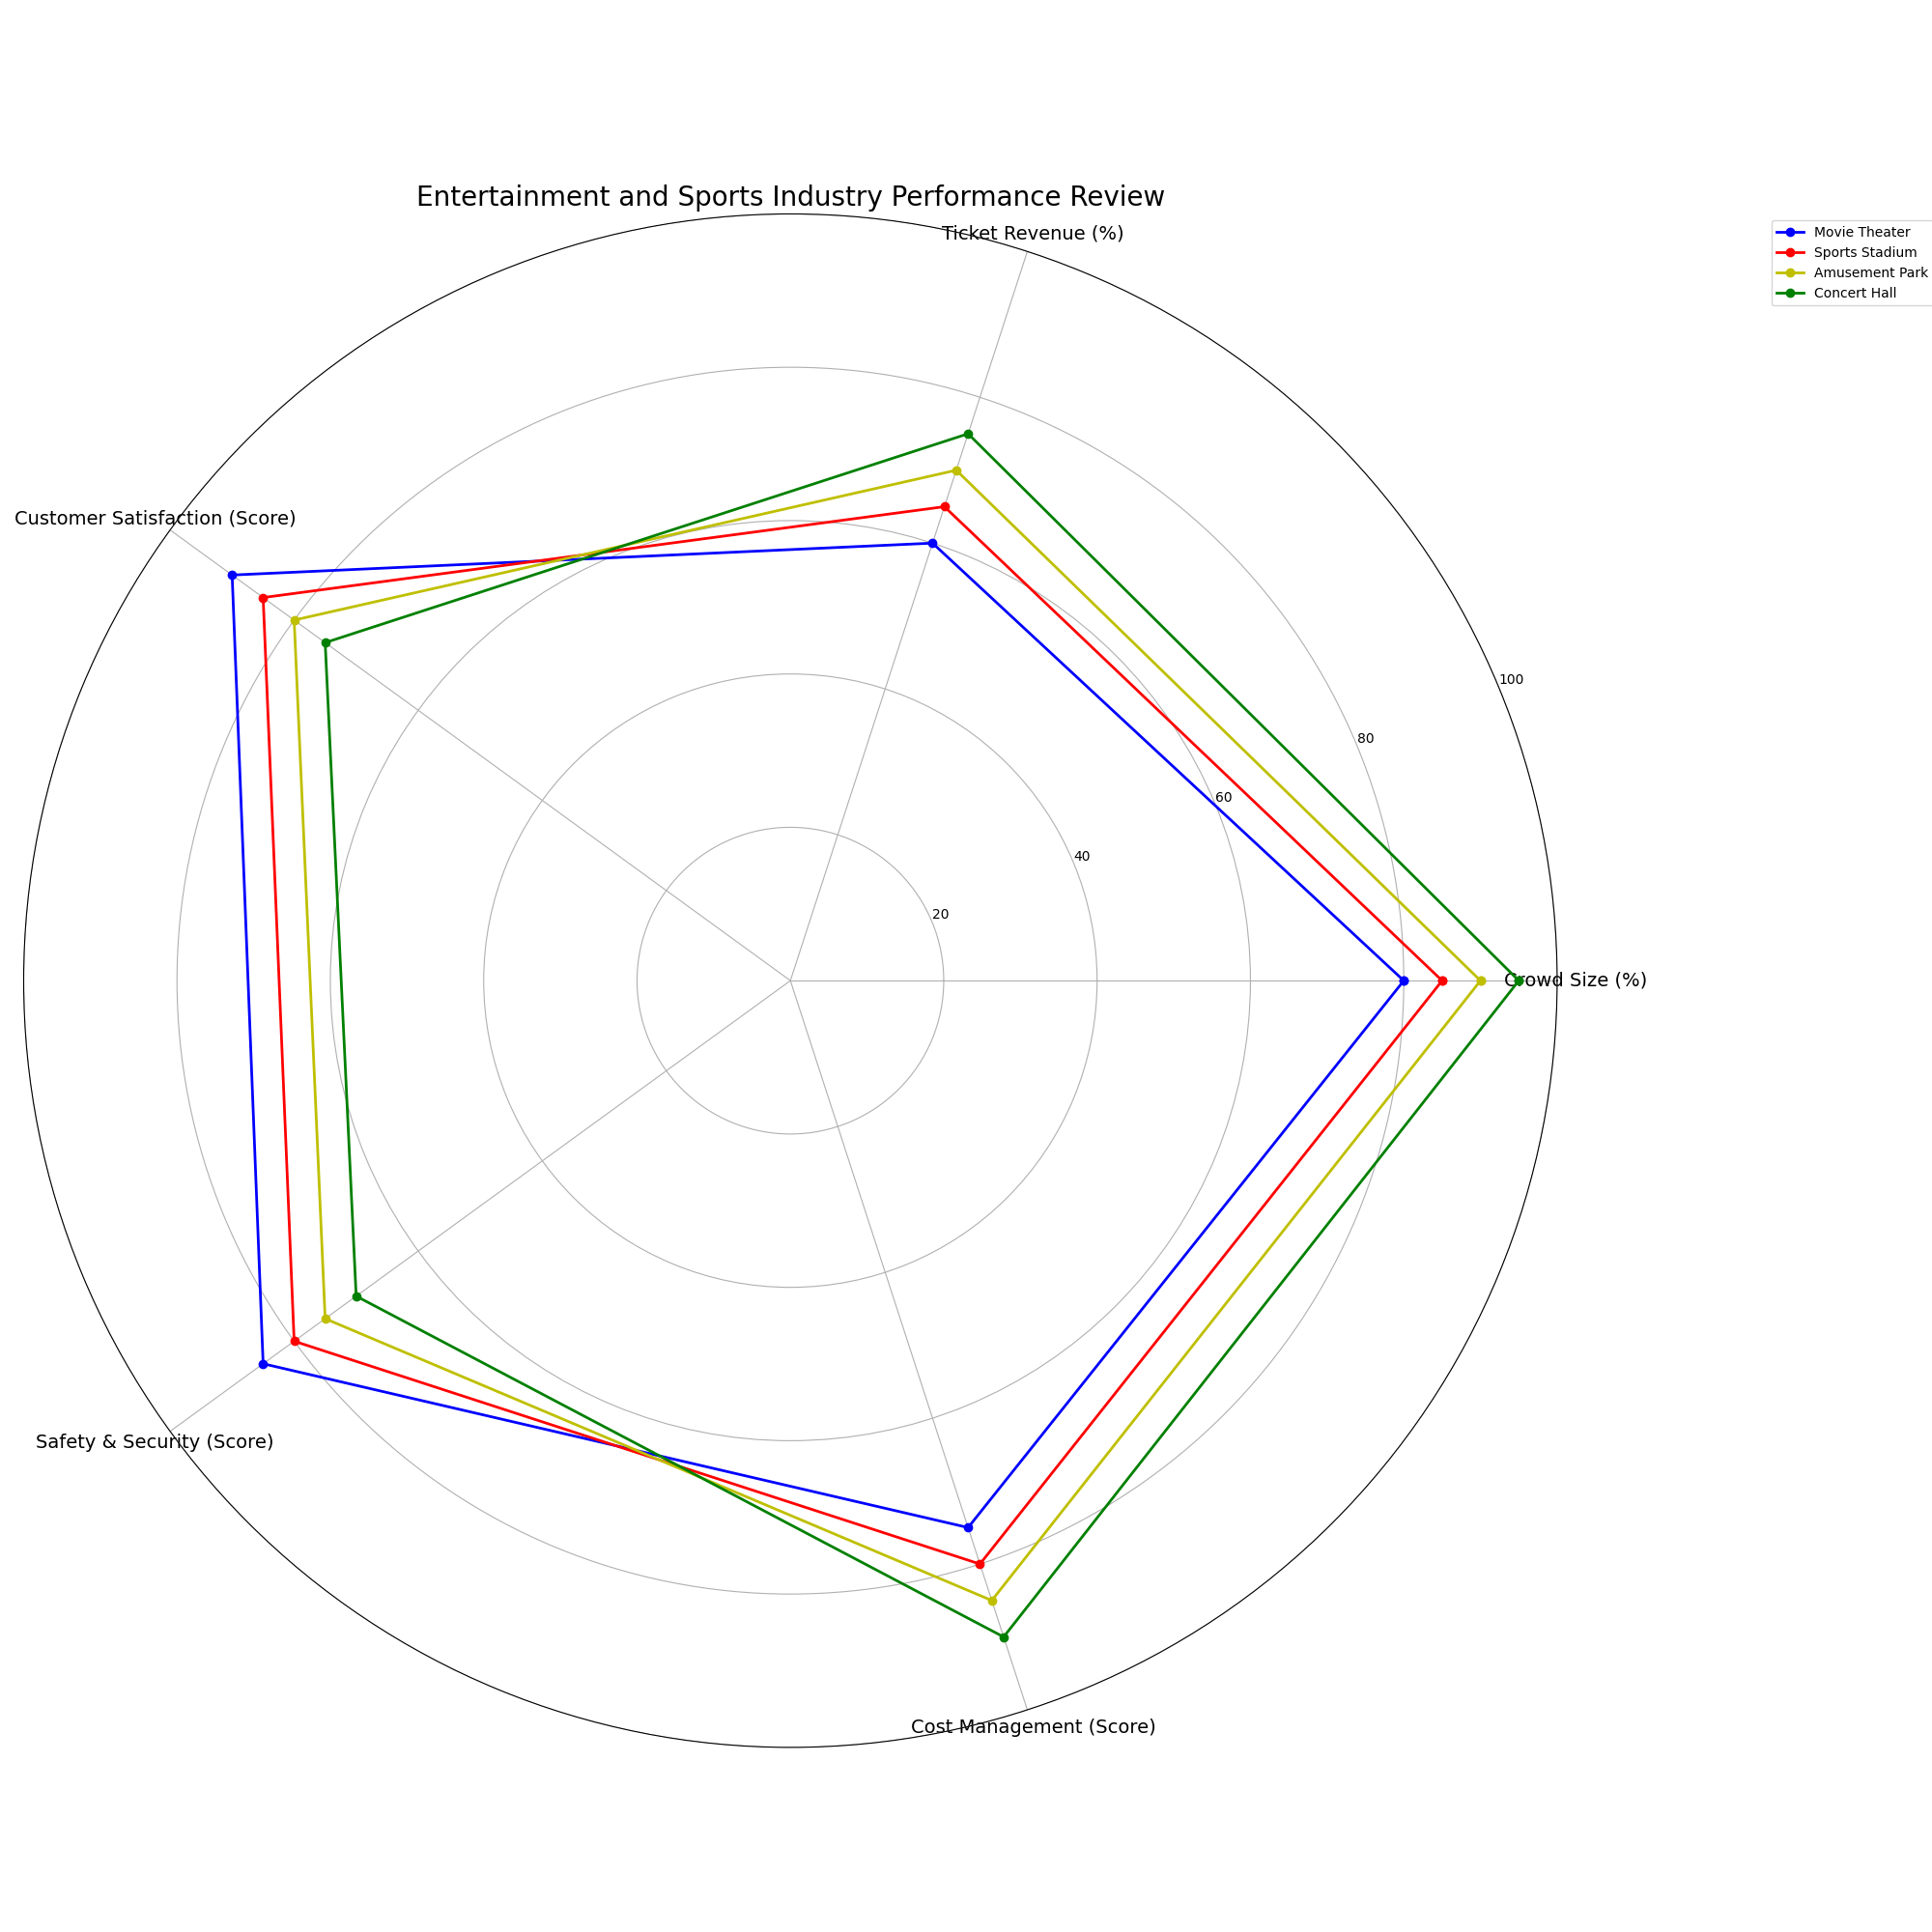 Entertainment and Sports Industry Performance Review
Ticket Revenue (%)
Movie Theater
Sports Stadium
Amusement Park
Concert Hall
Customer Satisfaction (Score)
100
80
60
40
20
Crowd Size (%)
Safety & Security (Score)
Cost Management (Score)